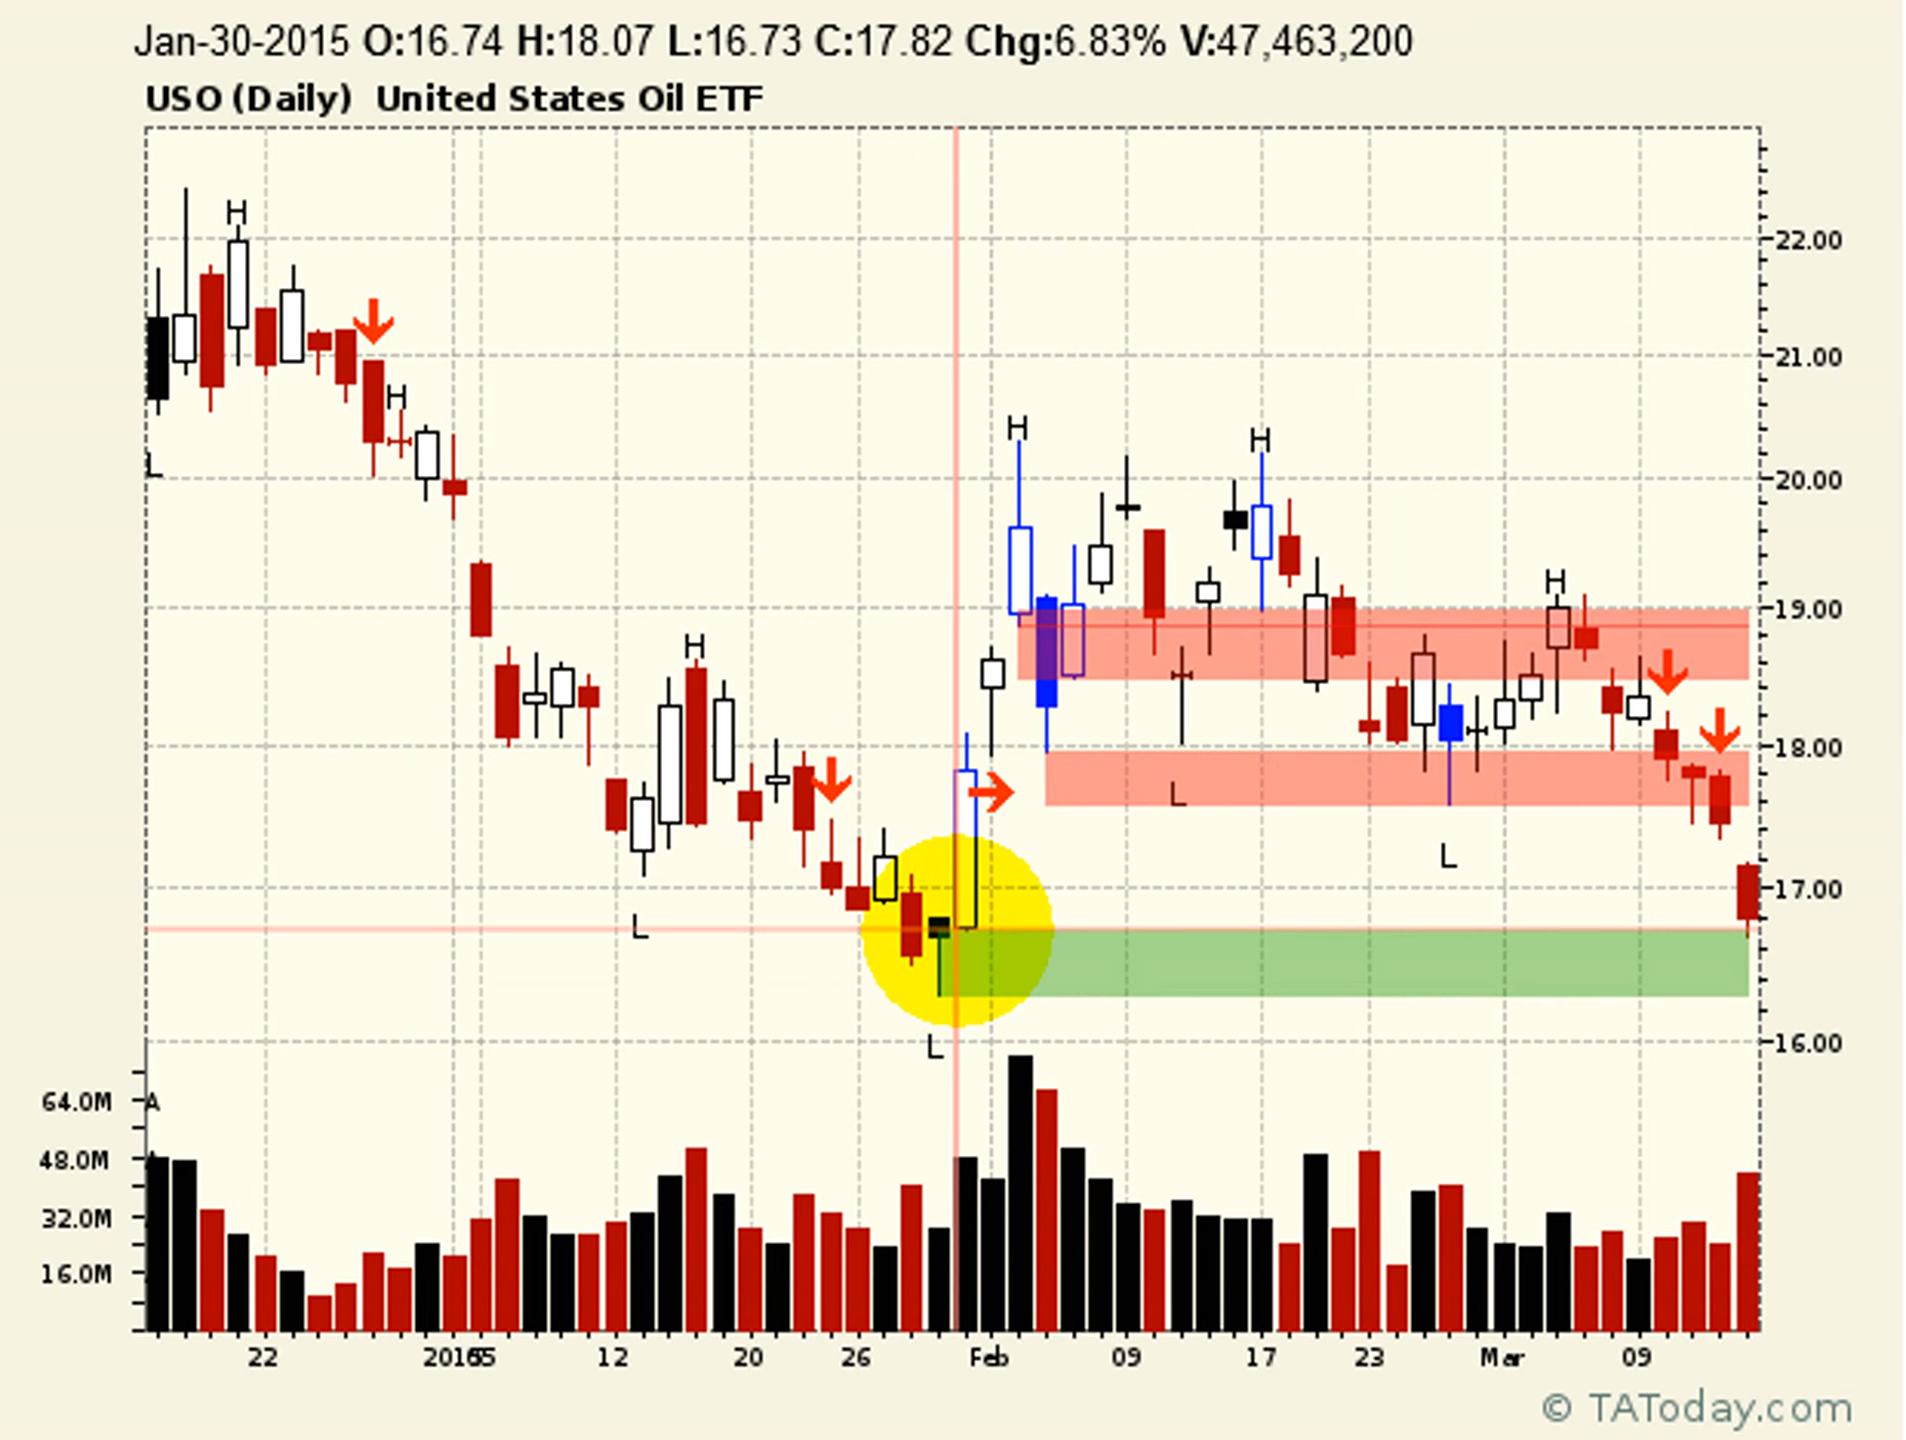 Jan-30-2015 O:16.74 H:18.07 L:16.73 C:17.82 Chg:6.83% V:47,463,200
USO (Daily) United States Oil ETF
H
22.00
21.00
H
L
H
H
20.00
19.00
H
H
18.00
L
L
17.00
L
L
16.00
64.0M A
48.0M
32.0M
16.0M
22 12 20 26 Feb 09 17 23 Mar 09
© TAToday.com